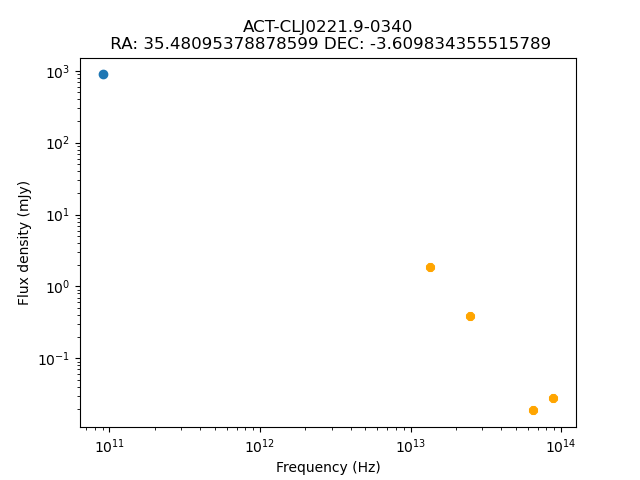 ACT-CLJ0221.9-0340
RA: 35.48095378878599 DEC: -3.609834355515789
Flux density (mJy)
10³
10²
10¹
10⁰
10⁻¹
10¹¹ 10¹² 10¹³ 10¹⁴
Frequency (Hz)